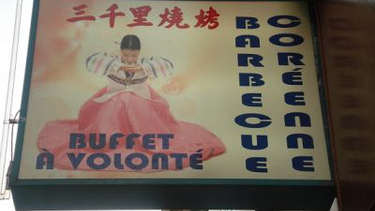 三千里燒烤
BARBECUE
CORÉENNE
BUFFET
À VOLONTÉ